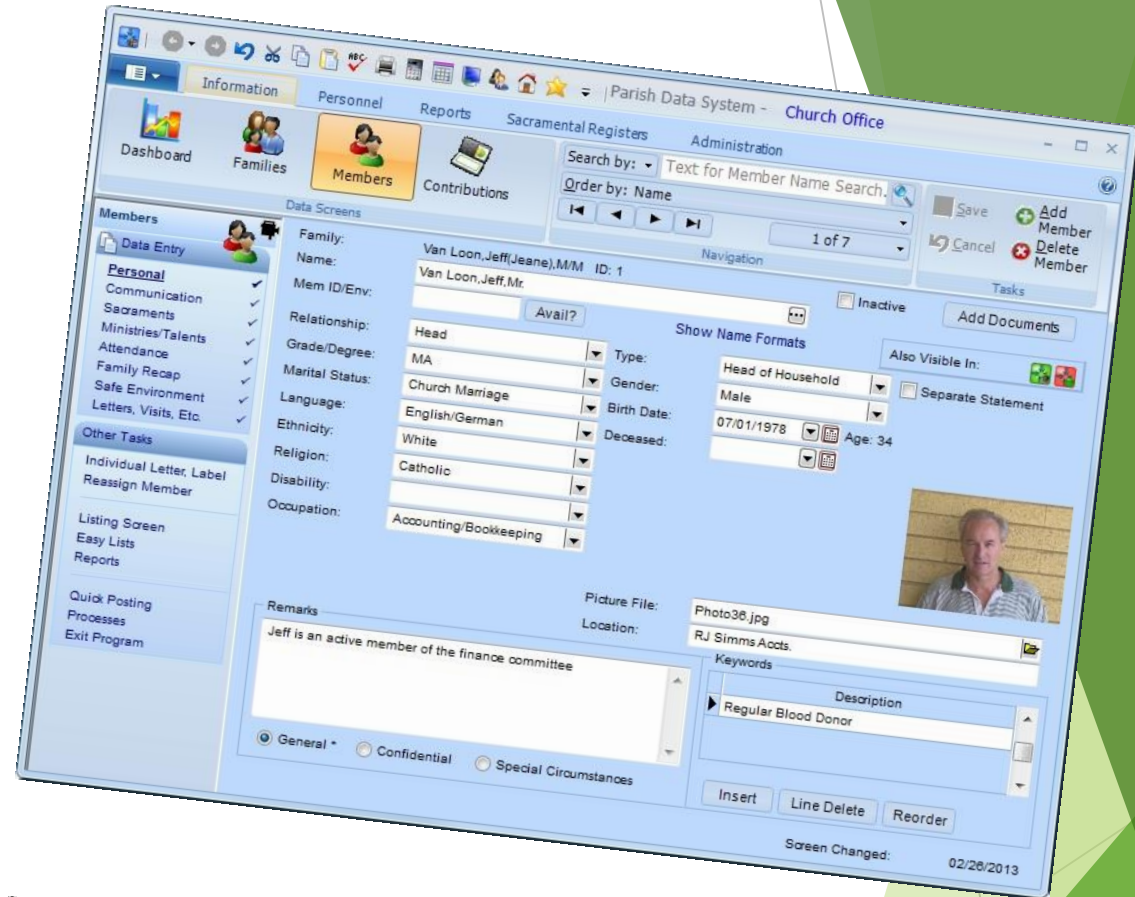 ABC
Parish Data System - Church Office
Information Personnel Reports Sacramental Registers Administration
Dashboard Families Members Contributions
Data Screens
Search by: Text for Member Name Search.
Order by: Name
1 of 7
Navigation
Save Add Member
Cancel Delete Member
Tasks
Members
Data Entry
Personal
Communication
Sacraments
Ministries/Talents
Attendance
Family Recap
Safe Environment
Letters, Visits, Etc.
Other Tasks
Individual Letter, Label
Reassign Member
Listing Screen
Easy Lists
Reports
Quick Posting
Processes
Exit Program
Family: Van Loon,Jeff(Jeane),M/M ID: 1
Name: Van Loon,Jeff,Mr.
Mem ID/Env: Avail?
Show Name Formats
Inactive
Add Documents
Also Visible In:
Separate Statement
Relationship: Head
Grade/Degree: MA
Marital Status: Church Marriage
Language: English/German
Ethnicity: White
Religion: Catholic
Disability:
Occupation: Accounting/Bookkeeping
Type: Head of Household
Gender: Male
Birth Date: 07/01/1978 Age: 34
Deceased:
Picture File: Photo36.jpg
Location: RJ Simms Accts.
Remarks
Jeff is an active member of the finance committee
General * Confidential Special Circumstances
Keywords
Description
Regular Blood Donor
Insert Line Delete Reorder
Screen Changed: 02/26/2013